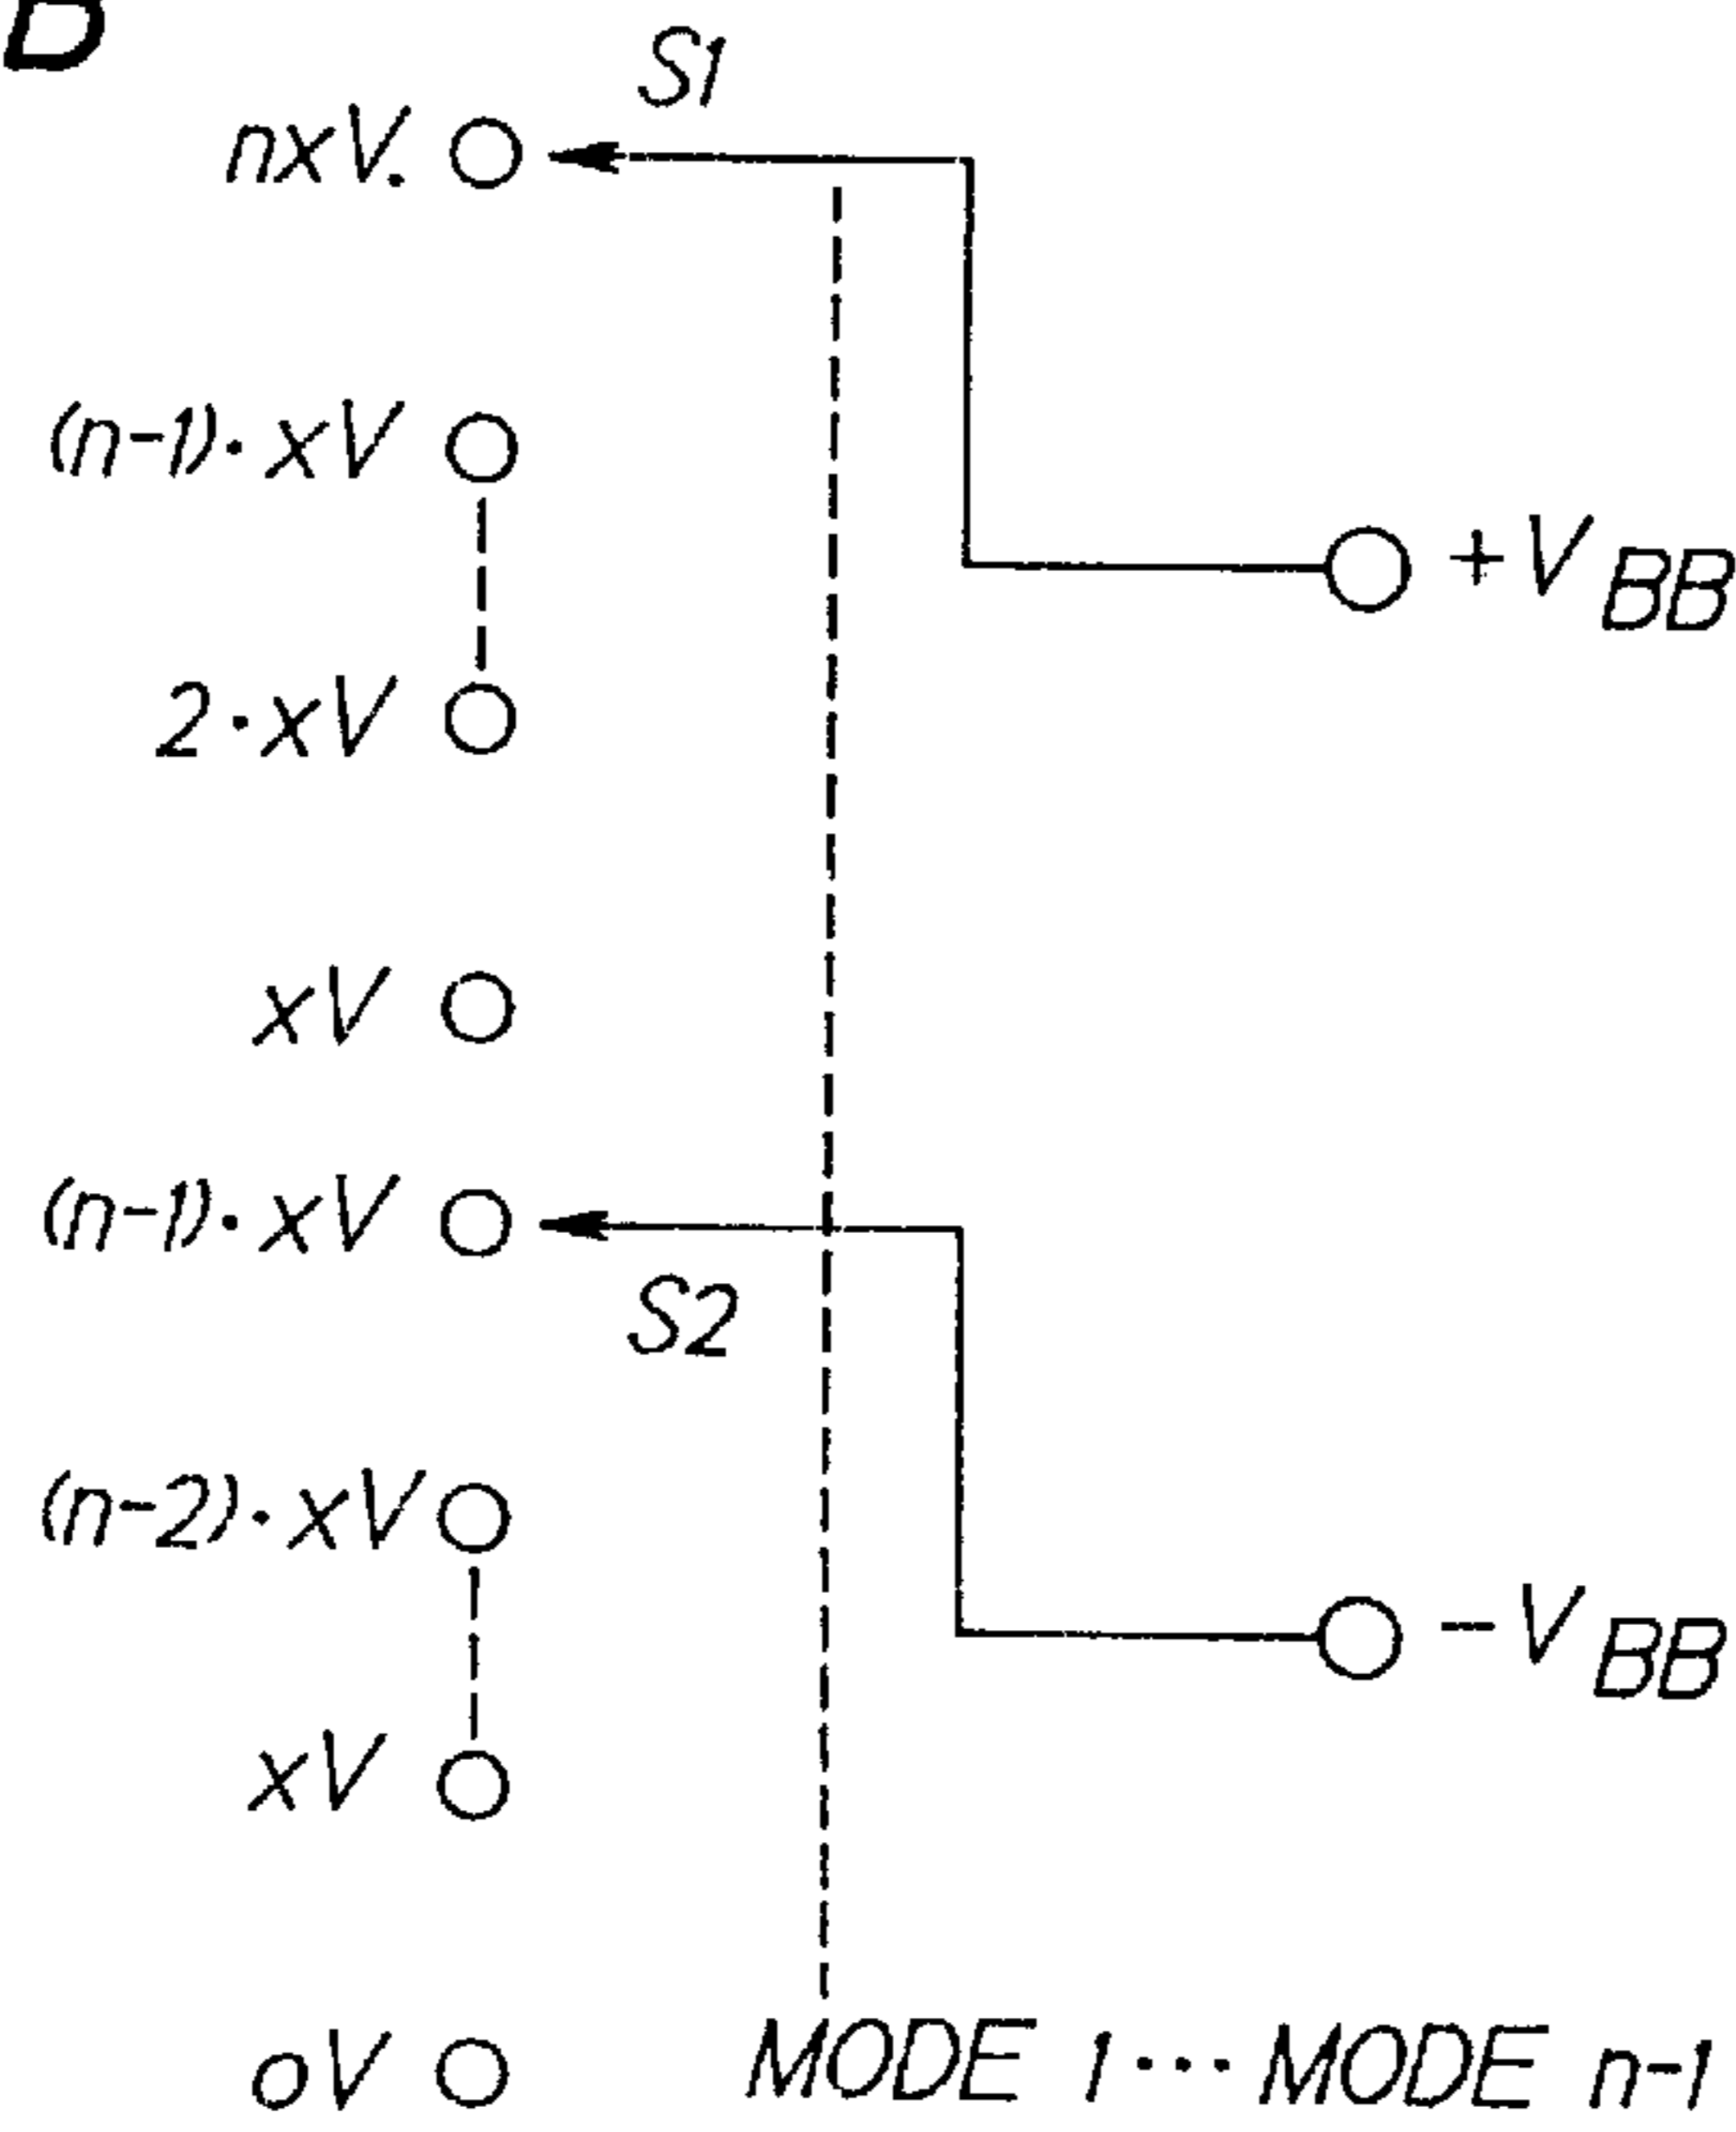 S1
nxV.
(n-1)·xV
+VBB
2·xV
xV
(n-1)·xV
S2
(n-2)·xV
-VBB
xV
oV
MODE 1···MODE n-1